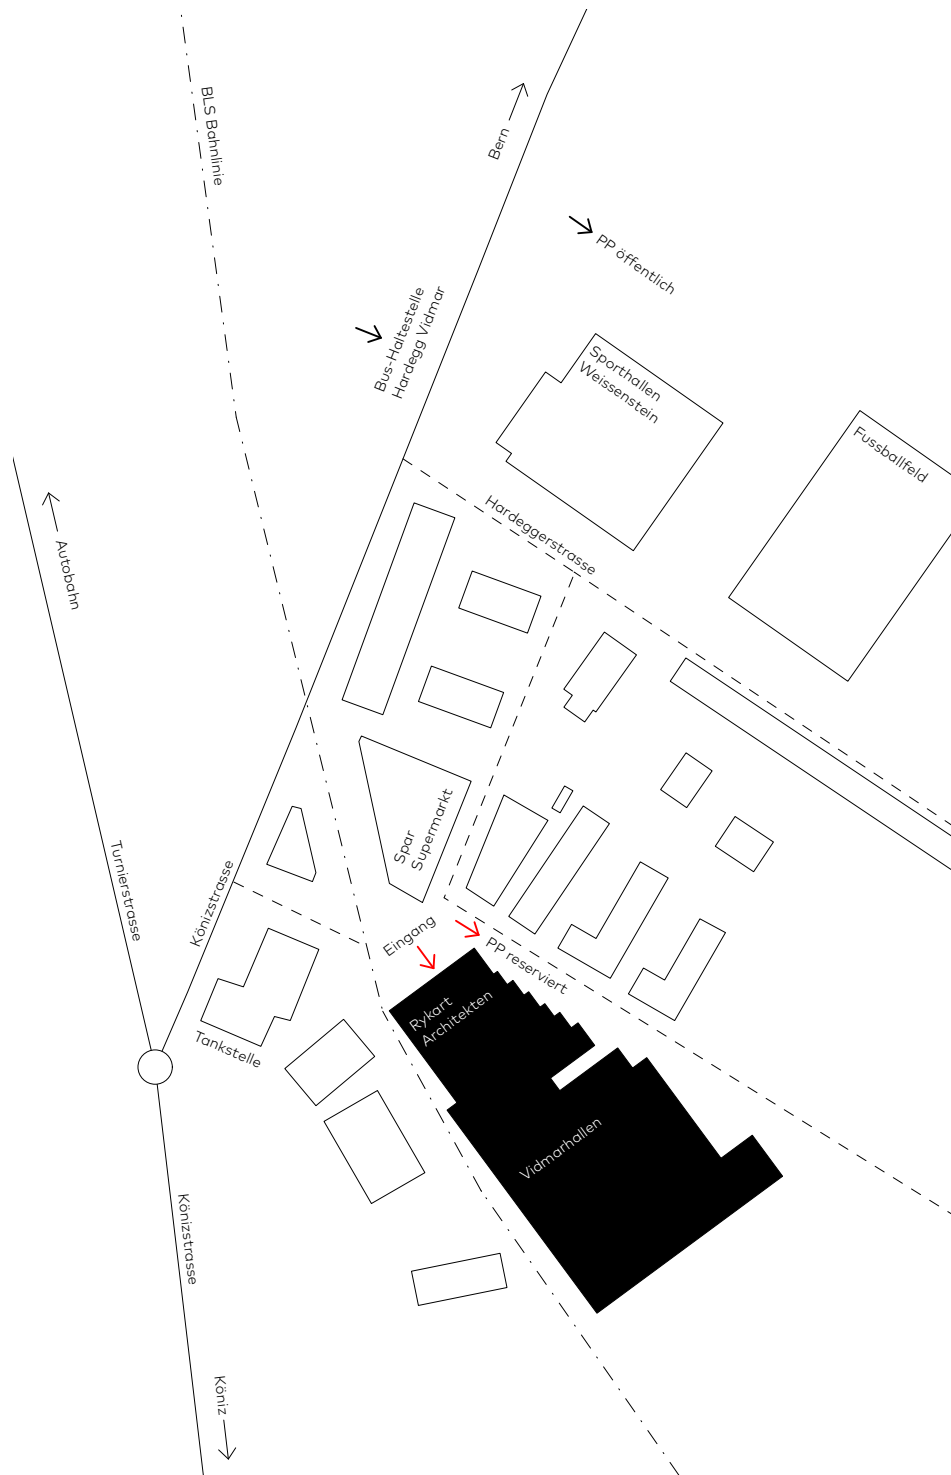 BLS Bahnlinie
Bern
PP öffentlich
Bus-Haltestelle
Hardegg Vidmar
Sporthallen
Weissenstein
Fussballfeld
Hardeggerstrasse
Autobahn
Turnierstrasse
Könizstrasse
Spar
Supermarkt
Eingang
PP reserviert
Rykart
Architekten
Tankstelle
Vidmarhallen
Könizstrasse
Köniz